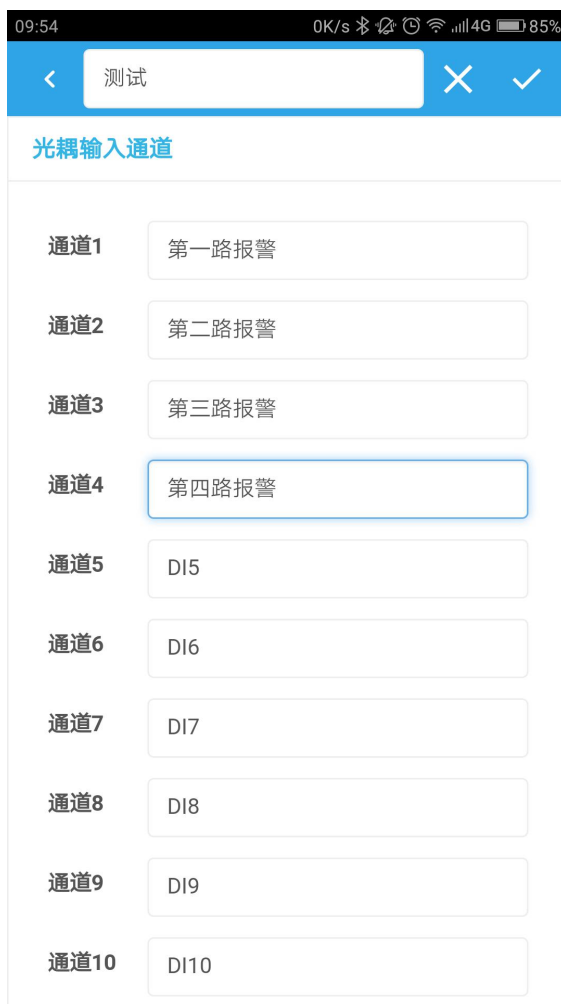 09:54 0K/s 4G 85%
测试
光耦输入通道
通道1 第一路报警
通道2 第二路报警
通道3 第三路报警
通道4 第四路报警
通道5 DI5
通道6 DI6
通道7 DI7
通道8 DI8
通道9 DI9
通道10 DI10